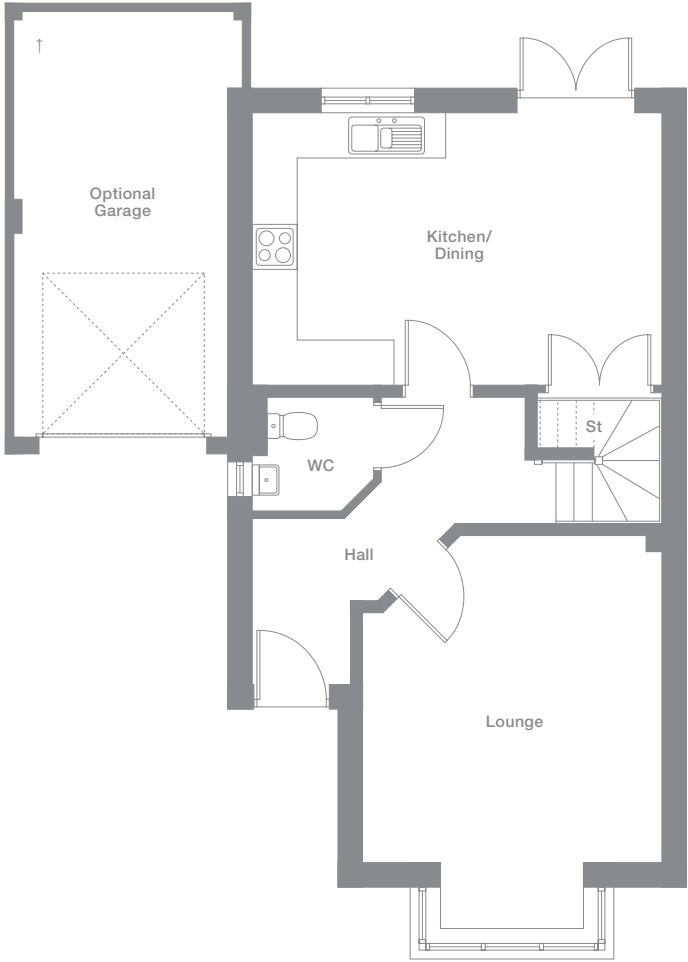 †
Optional
Garage
Kitchen/
Dining
St
WC
Hall
Lounge